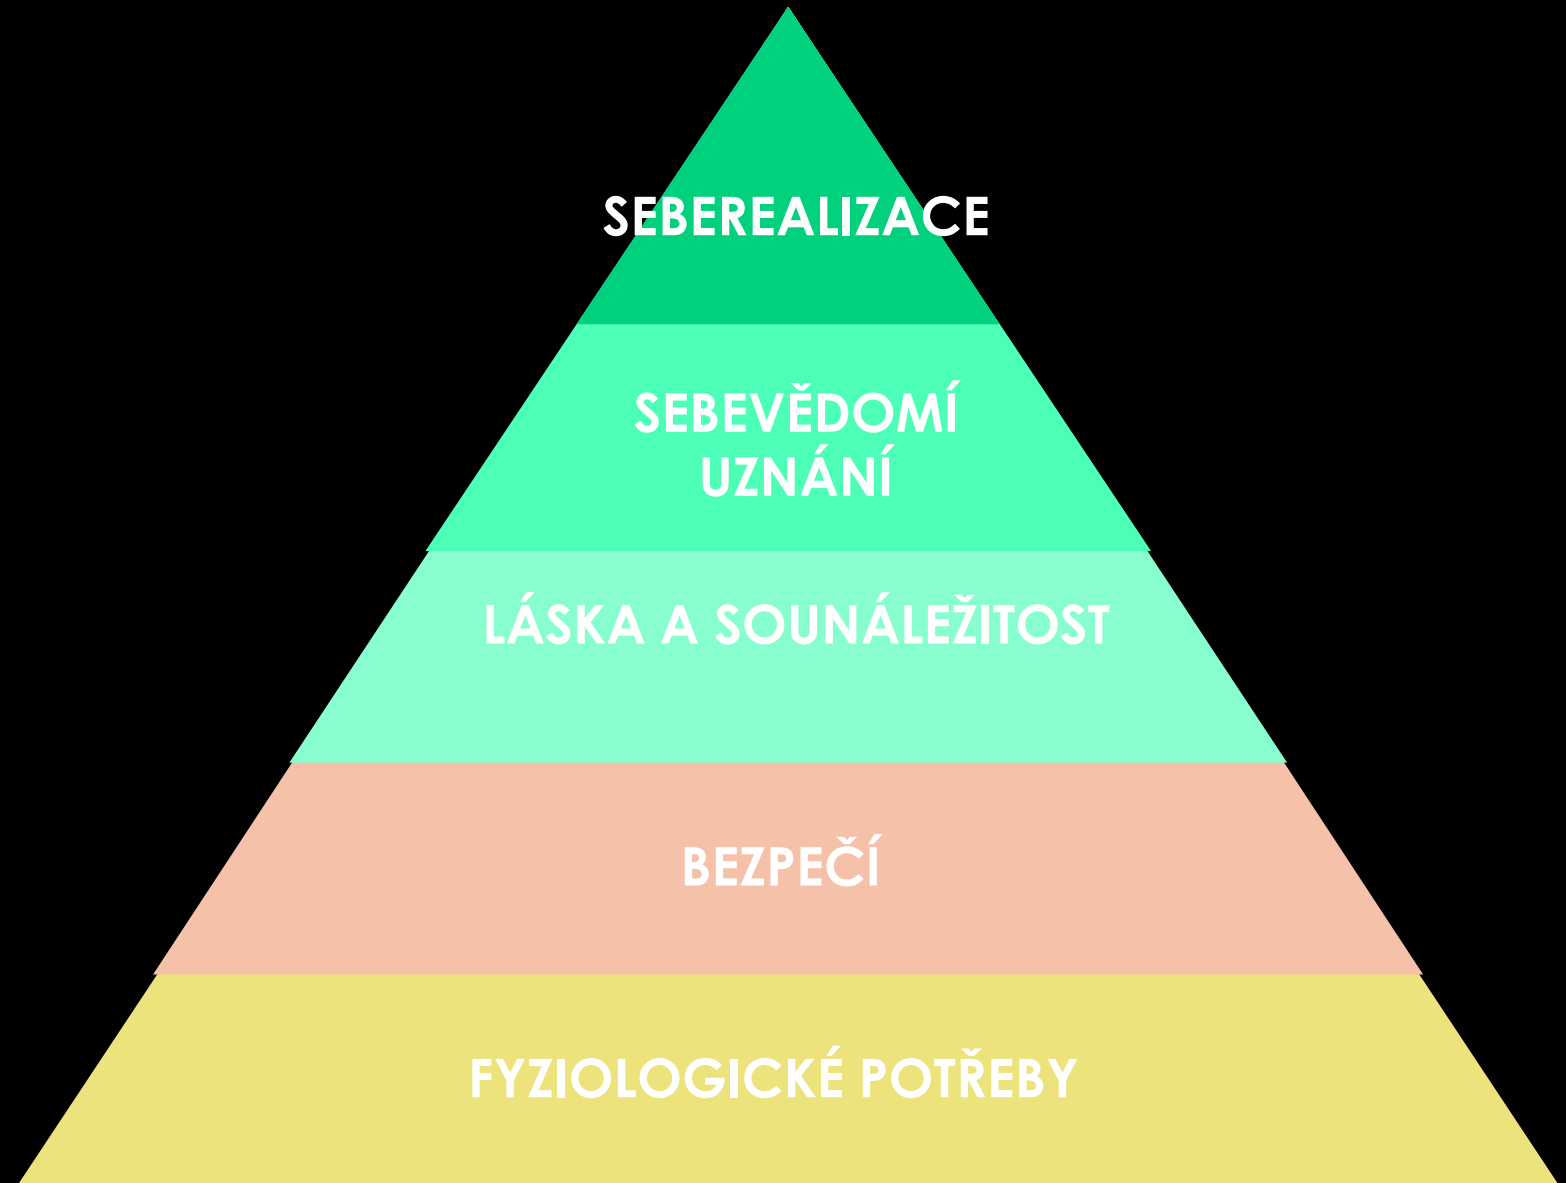 SEBEREALIZACE
SEBEVĚDOMÍ
UZNÁNÍ
LÁSKA A SOUNÁLEŽITOST
BEZPEČÍ
FYZIOLOGICKÉ POTŘEBY